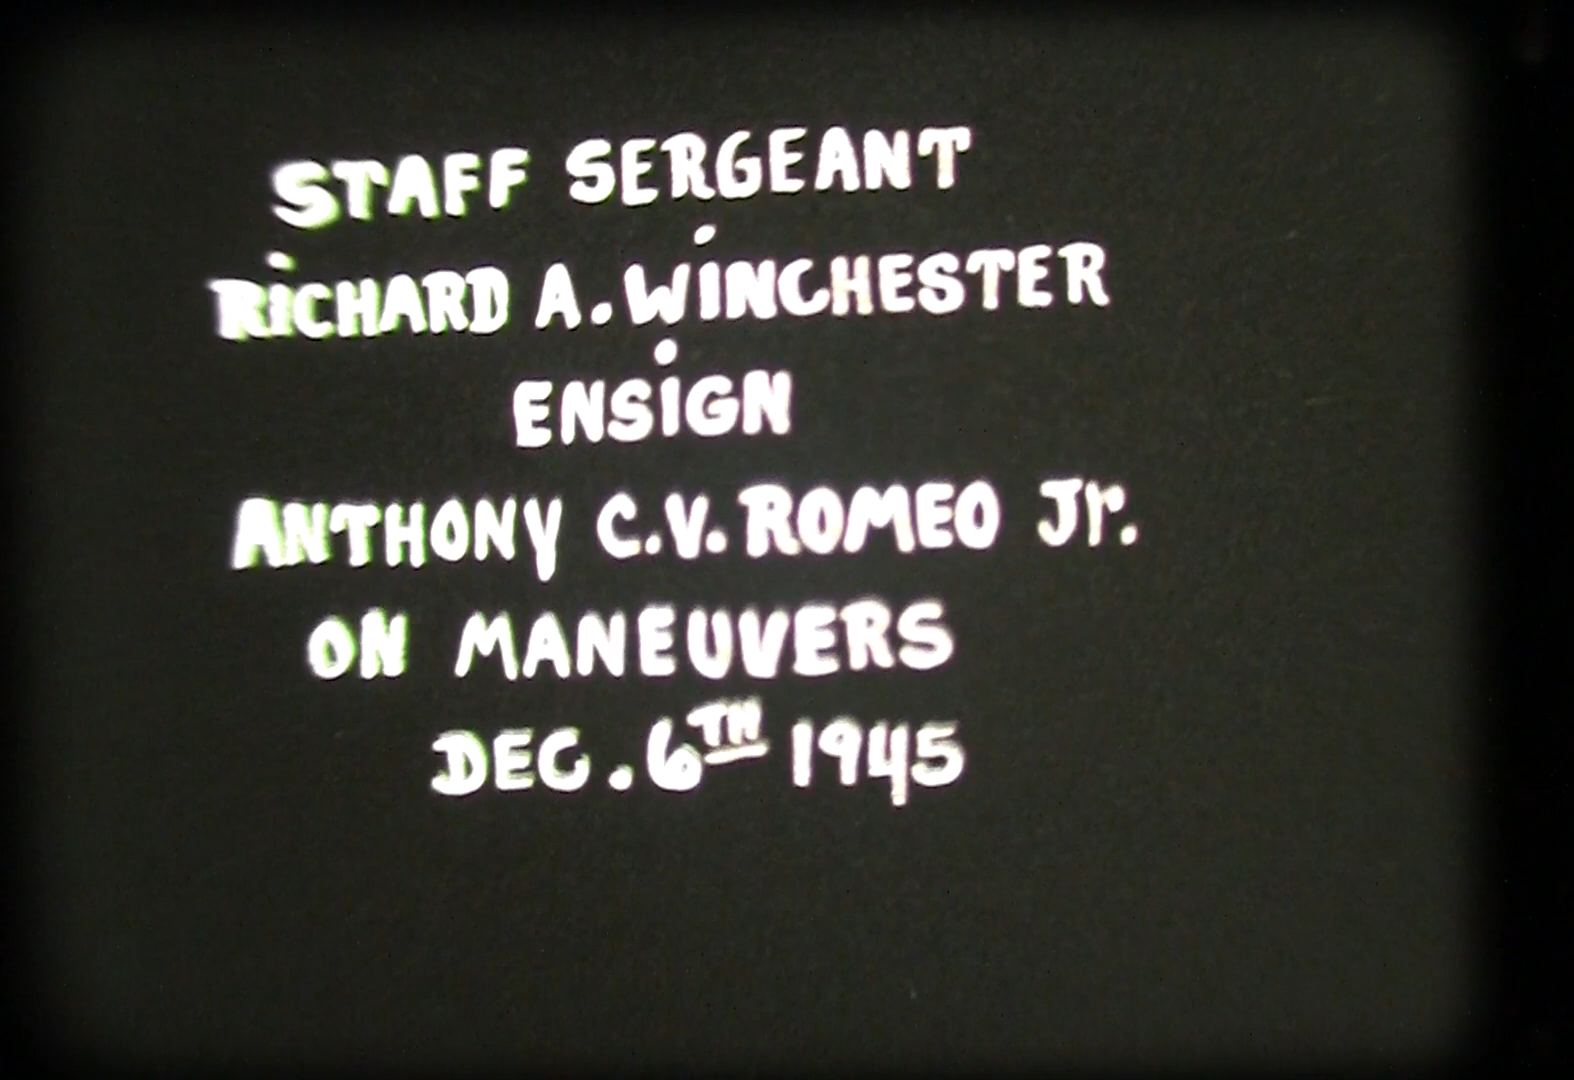 STAFF SERGEANT
RiCHARD A. WiNCHESTER
ENSiGN
ANTHONY C.V. ROMEO Jr.
ON MANEUVERS
DEC. 6TH 1945